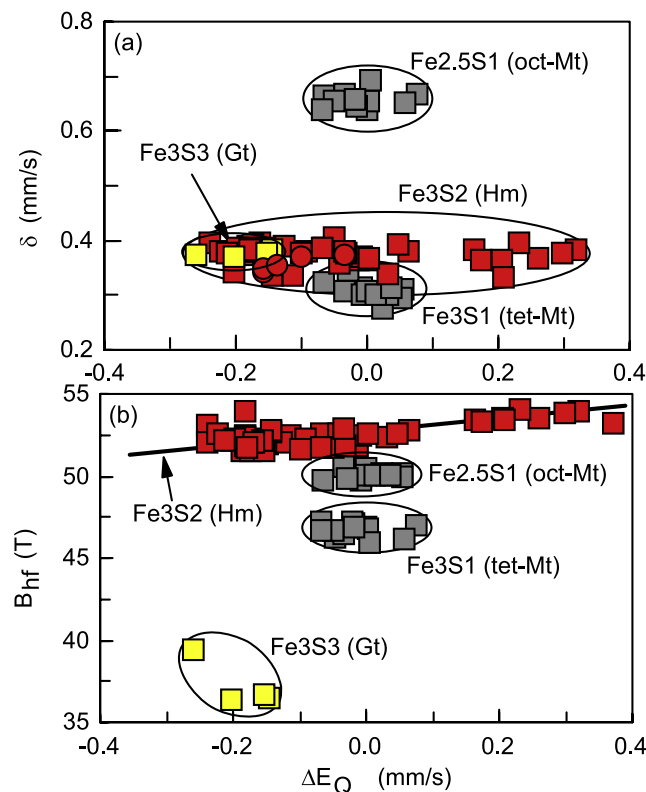 (a)
0.8
Fe2.5S1 (oct-Mt)
0.6
Fe3S3
(Gt)
Fe3S2 (Hm)
δ (mm/s)
0.4
Fe3S1 (tet-Mt)
0.2
-0.4 -0.2 0.0 0.2 0.4
55
(b)
50
Fe2.5S1 (oct-Mt)
Fe3S2 (Hm)
Bhf (T)
45
Fe3S1 (tet-Mt)
40
Fe3S3 (Gt)
35
-0.4 -0.2 0.0 0.2 0.4
ΔEQ (mm/s)